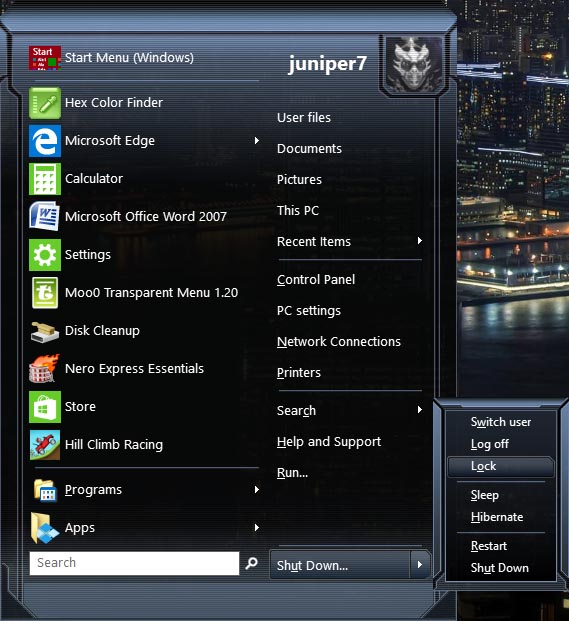 Start
Start Menu (Windows)
juniper7
Hex Color Finder
Microsoft Edge
Calculator
Microsoft Office Word 2007
Settings
Moo0 Transparent Menu 1.20
Disk Cleanup
Nero Express Essentials
Store
Hill Climb Racing
Programs
Apps
Search
User files
Documents
Pictures
This PC
Recent Items
Control Panel
PC settings
Network Connections
Printers
Search
Help and Support
Run...
Shut Down...
Switch user
Log off
Lock
Sleep
Hibernate
Restart
Shut Down